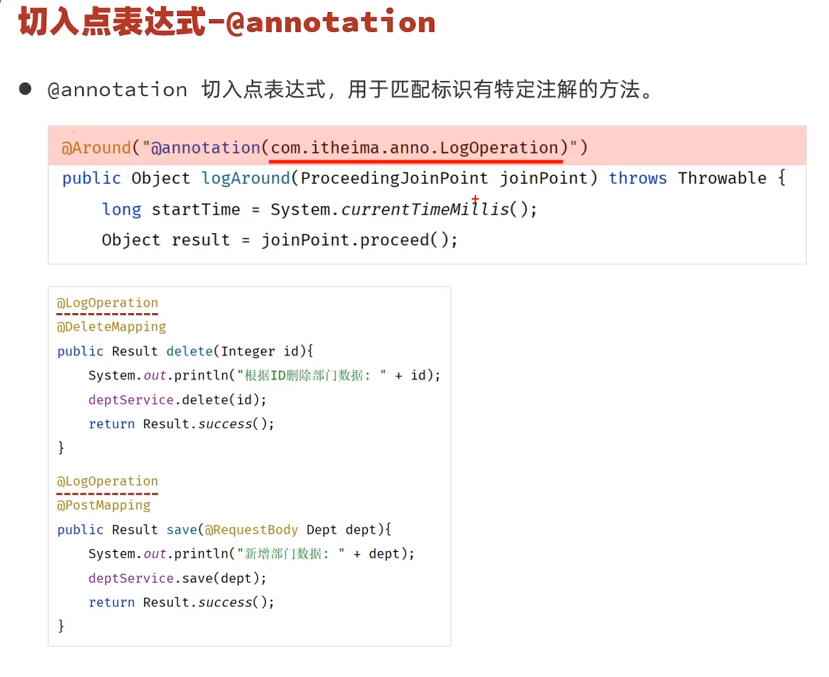 切入点表达式-@annotation
● @annotation 切入点表达式，用于匹配标识有特定注解的方法。
@Around("@annotation(com.itheima.anno.LogOperation)")
public Object logAround(ProceedingJoinPoint joinPoint) throws Throwable {
    long startTime = System.currentTimeMillis();
    Object result = joinPoint.proceed();
@LogOperation
@DeleteMapping
public Result delete(Integer id){
    System.out.println("根据ID删除部门数据: " + id);
    deptService.delete(id);
    return Result.success();
}
@LogOperation
@PostMapping
public Result save(@RequestBody Dept dept){
    System.out.println("新增部门数据: " + dept);
    deptService.save(dept);
    return Result.success();
}